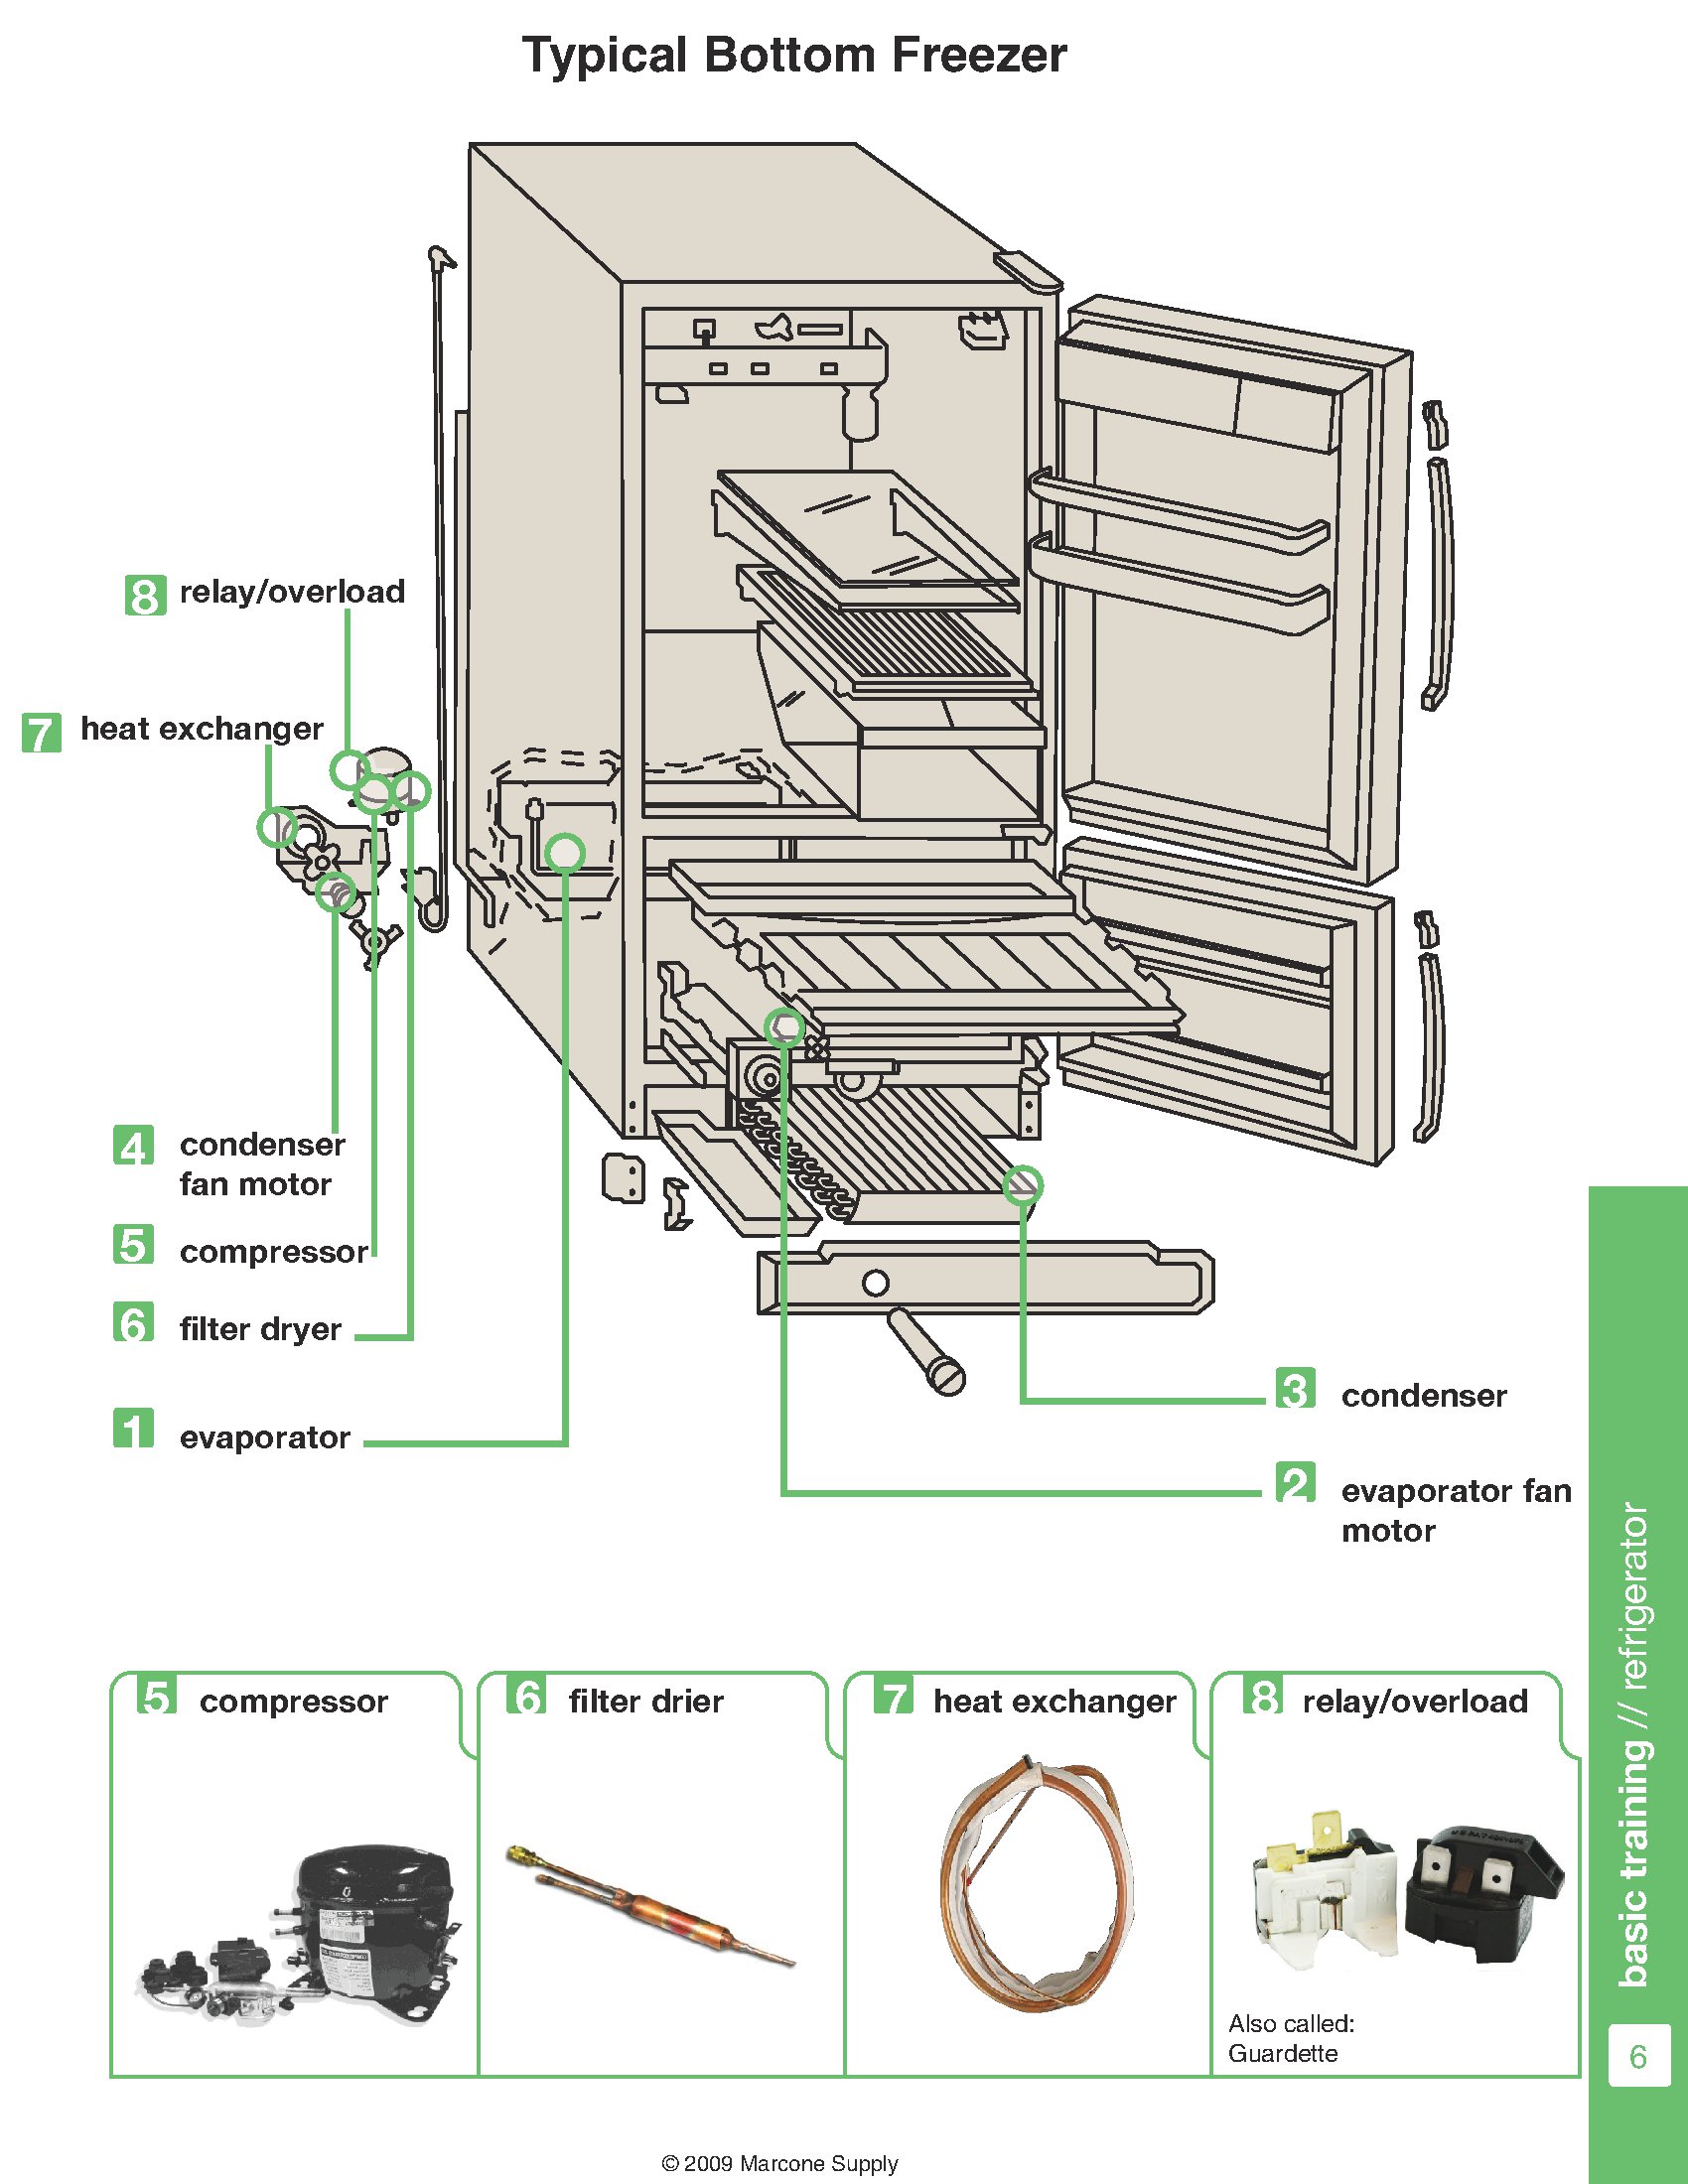 Typical Bottom Freezer
8 relay/overload
7 heat exchanger
4 condenser
fan motor
5 compressor
6 filter dryer
1 evaporator
3 condenser
2 evaporator fan
motor
5 compressor
6 filter drier
7 heat exchanger
8 relay/overload
Also called:
Guardette
basic training // refrigerator
6
© 2009 Marcone Supply